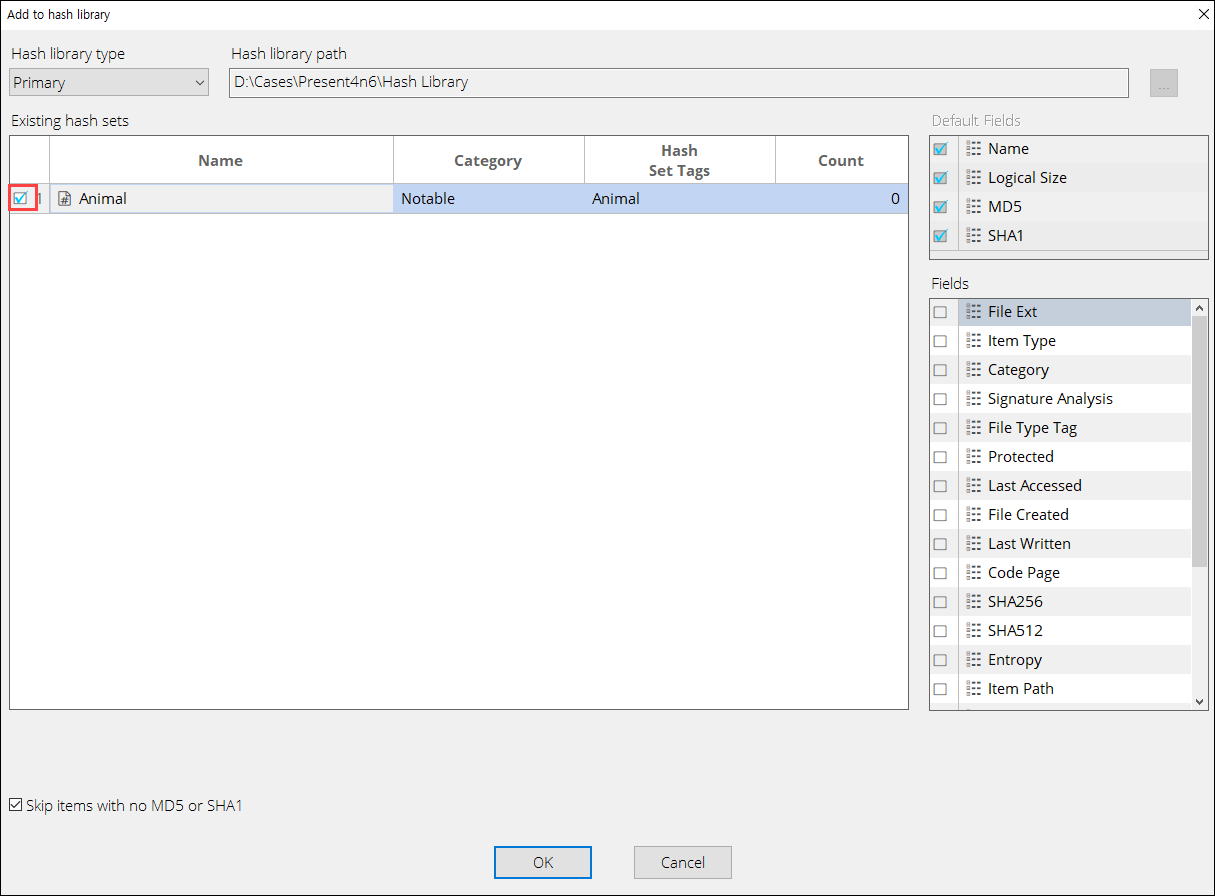 Add to hash library
Hash library type
Hash library path
Primary
D:\Cases\Present4n6\Hash Library
...
Existing hash sets
Name
Category
Hash
Set Tags
Count
1
Animal
Notable
Animal
0
Default Fields
Name
Logical Size
MD5
SHA1
Fields
File Ext
Item Type
Category
Signature Analysis
File Type Tag
Protected
Last Accessed
File Created
Last Written
Code Page
SHA256
SHA512
Entropy
Item Path
Skip items with no MD5 or SHA1
OK
Cancel